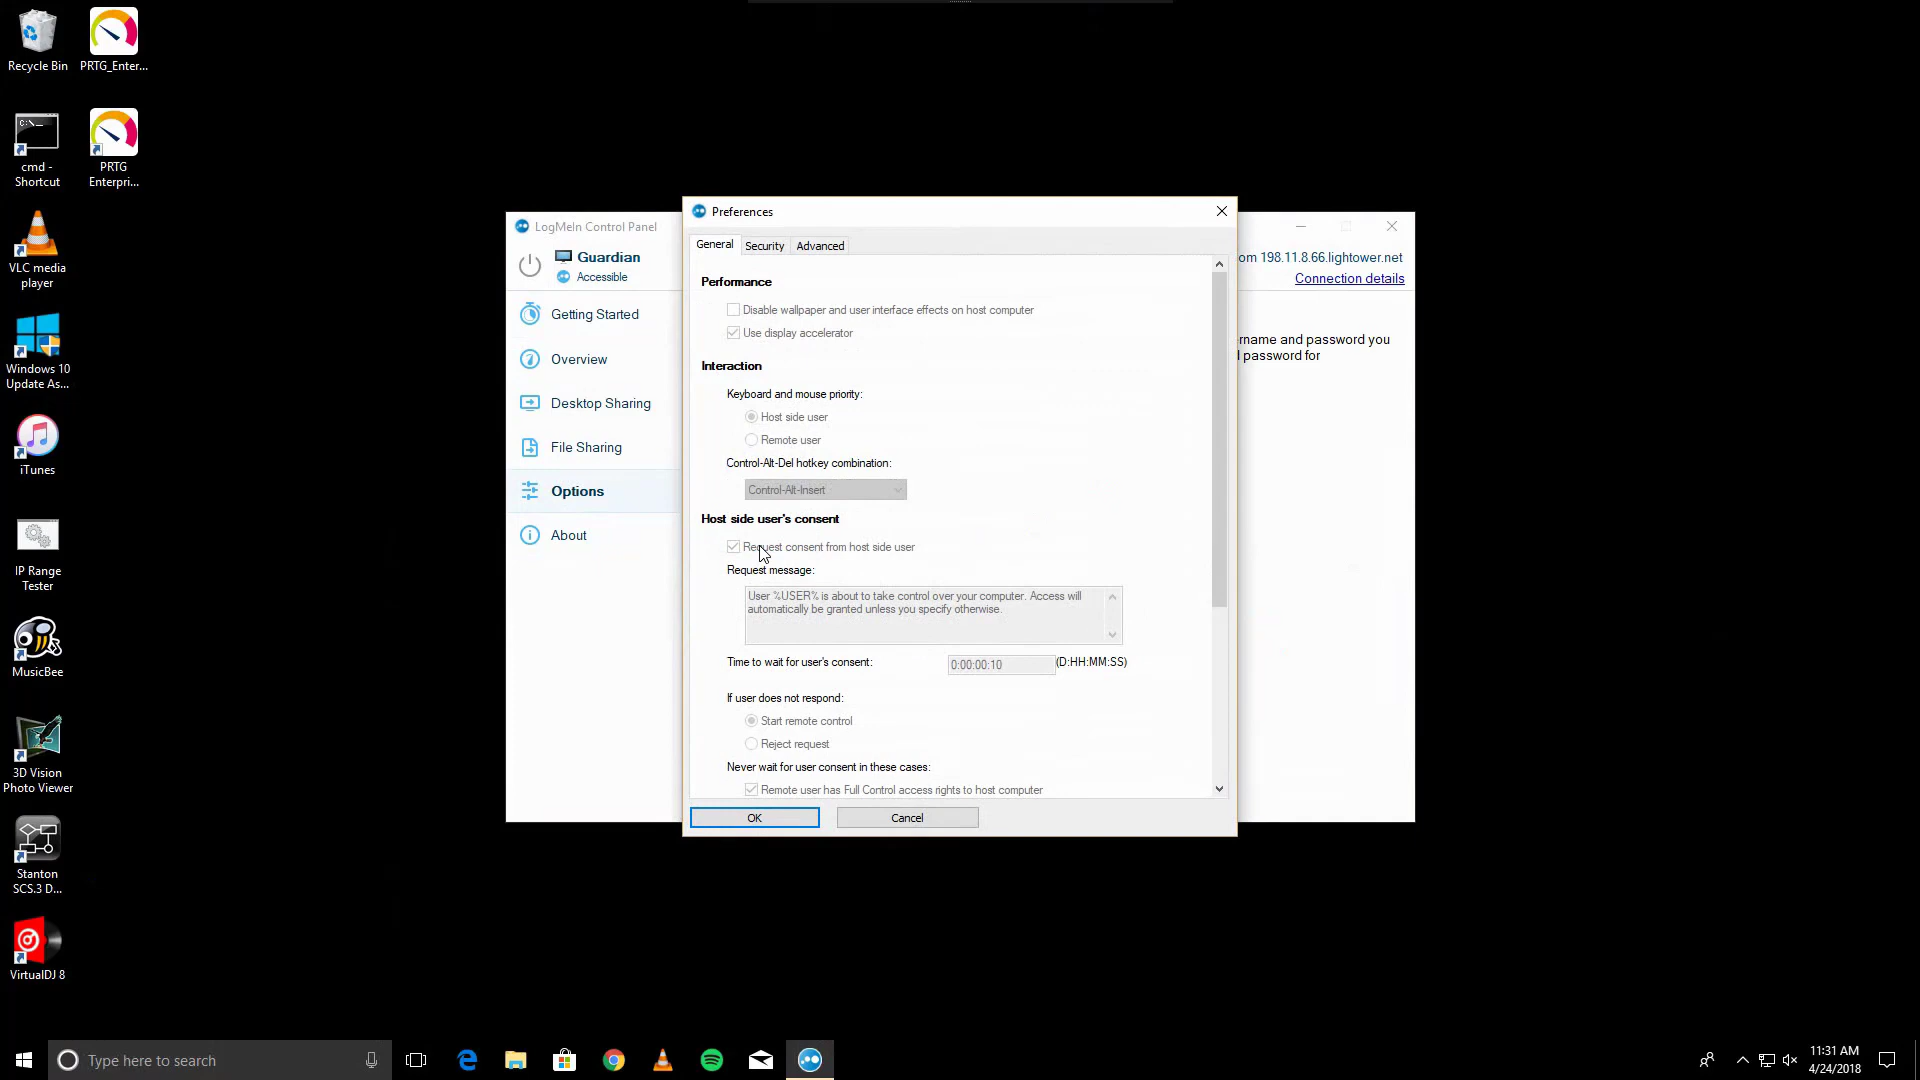 Recycle Bin
PRTG_Enter...
cmd -
Shortcut
PRTG
Enterpri...
VLC media
player
Windows 10
Update As...
iTunes
IP Range
Tester
MusicBee
3D Vision
Photo Viewer
Stanton
SCS.3 D...
VirtualDJ 8
LogMeIn Control Panel
Guardian
Accessible
Getting Started
Overview
Desktop Sharing
File Sharing
Options
About
om 198.11.8.66.lightower.net
Connection details
rname and password you
d password for
Preferences
General
Security
Advanced
Performance
Disable wallpaper and user interface effects on host computer
Use display accelerator
Interaction
Keyboard and mouse priority:
Host side user
Remote user
Control-Alt-Del hotkey combination:
Control-Alt-Insert
Host side user's consent
Request consent from host side user
Request message:
User %USER% is about to take control over your computer. Access will
automatically be granted unless you specify otherwise.
Time to wait for user's consent:
0:00:00:10
(D:HH:MM:SS)
If user does not respond:
Start remote control
Reject request
Never wait for user consent in these cases:
Remote user has Full Control access rights to host computer
OK
Cancel
Type here to search
11:31 AM
4/24/2018